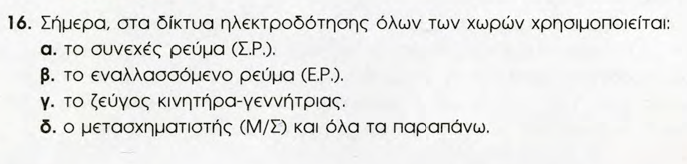 16. Σήμερα, στα δίκτυα ηλεκτροδότησης όλων των χωρών χρησιμοποιείται:
α. το συνεχές ρεύμα (Σ.Ρ.).
β. το εναλλασσόμενο ρεύμα (Ε.Ρ.).
γ. το ζεύγος κινητήρα-γεννήτριας.
δ. ο μετασχηματιστής (Μ/Σ) και όλα τα παραπάνω.